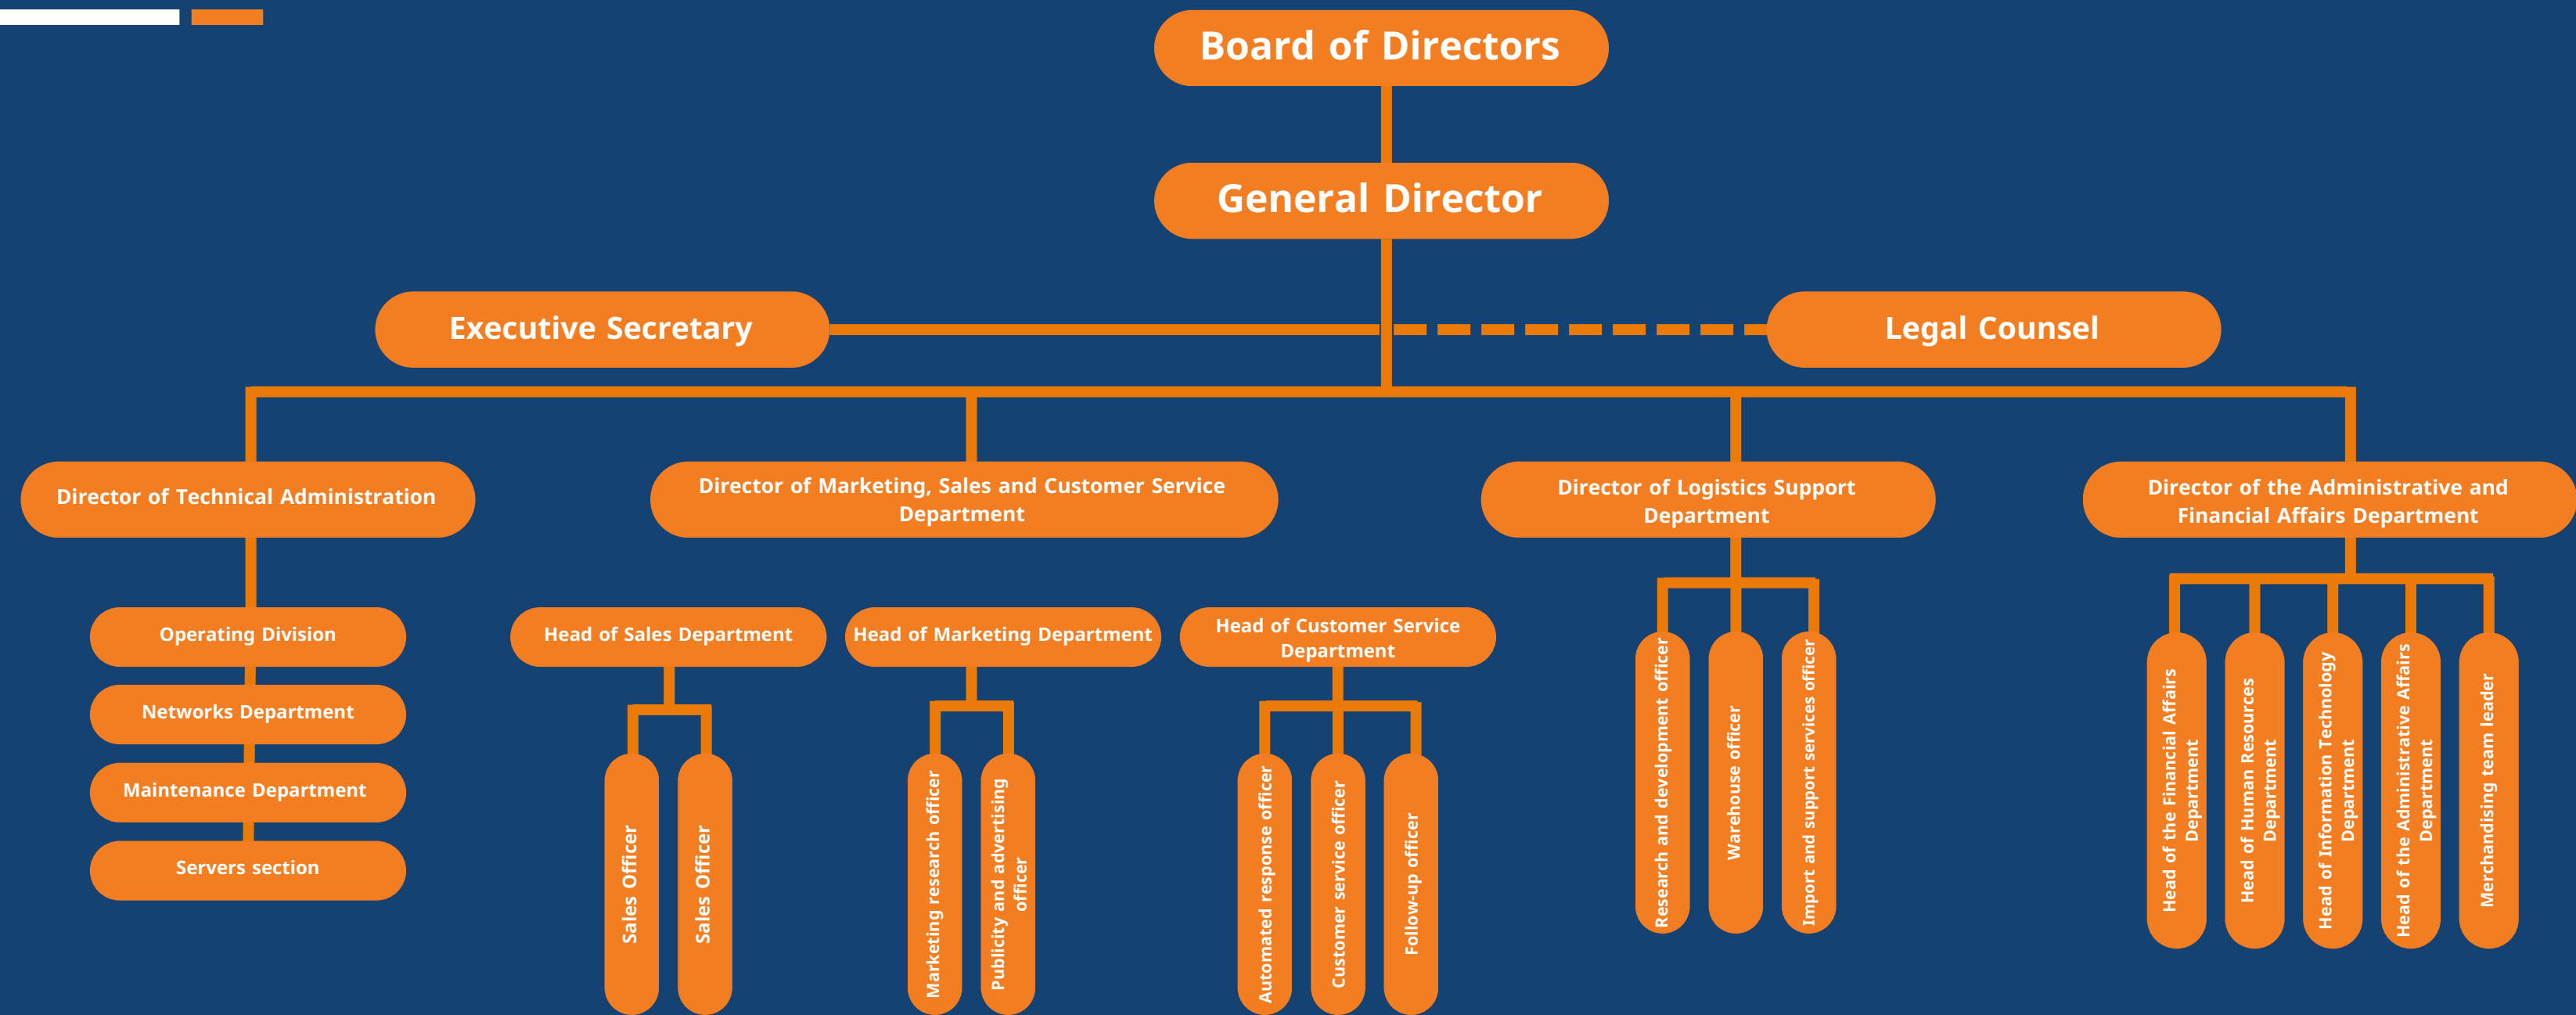 Board of Directors
General Director
Executive Secretary
Legal Counsel
Director of Technical Administration
Director of Marketing, Sales and Customer Service
Department
Director of Logistics Support
Department
Director of the Administrative and
Financial Affairs Department
Operating Division
Networks Department
Maintenance Department
Servers section
Head of Sales Department
Head of Marketing Department
Head of Customer Service
Department
Sales Officer
Sales Officer
Marketing research officer
Publicity and advertising
officer
Automated response officer
Customer service officer
Follow-up officer
Research and development officer
Warehouse officer
Import and support services officer
Head of the Financial Affairs
Department
Head of Human Resources
Department
Head of Information Technology
Department
Head of the Administrative Affairs
Department
Merchandising team leader